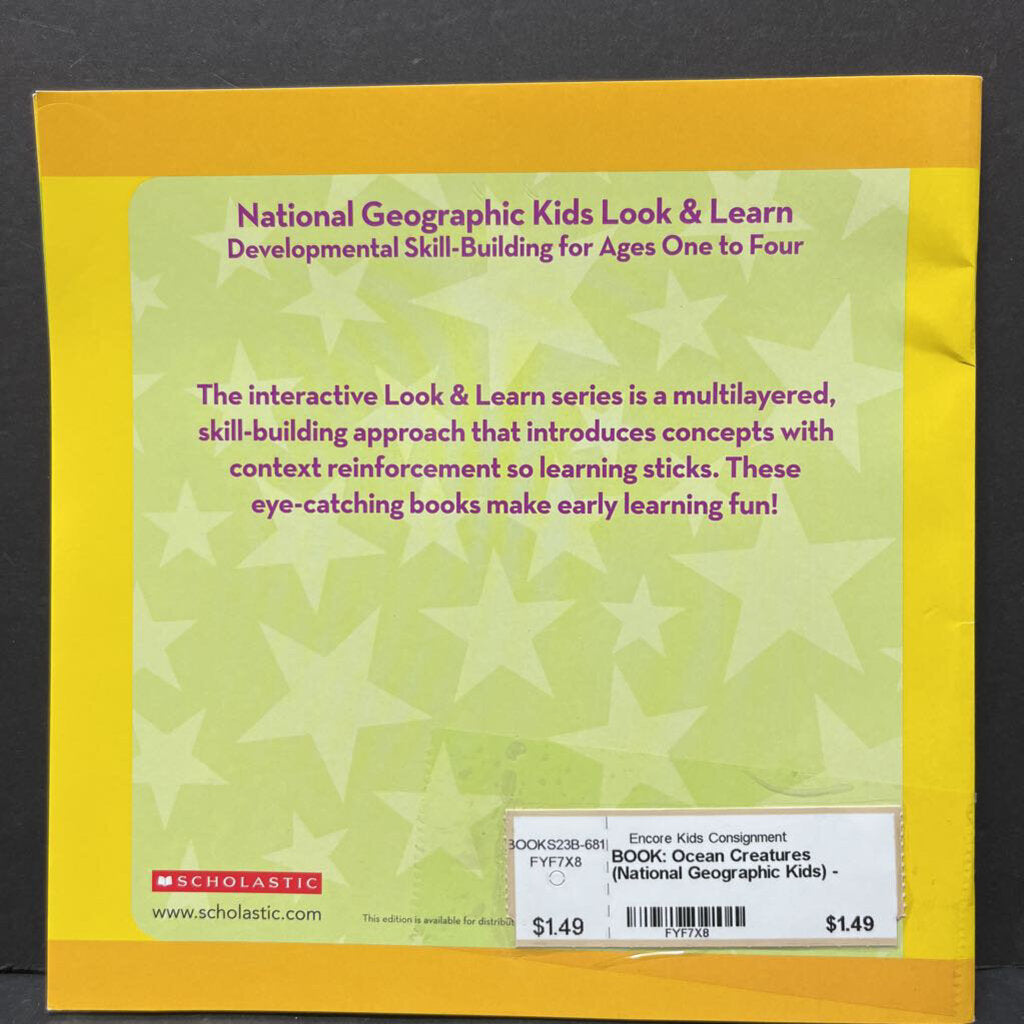 National Geographic Kids Look & Learn
Developmental Skill-Building for Ages One to Four
The interactive Look & Learn series is a multilayered,
skill-building approach that introduces concepts with
context reinforcement so learning sticks. These
eye-catching books make early learning fun!
SCHOLASTIC
www.scholastic.com
This edition is available for
BOOKS23B-681
FYF7X8
$1.49
Encore Kids Consignment
BOOK: Ocean Creatures
(National Geographic Kids) -
FYF7X8
$1.49